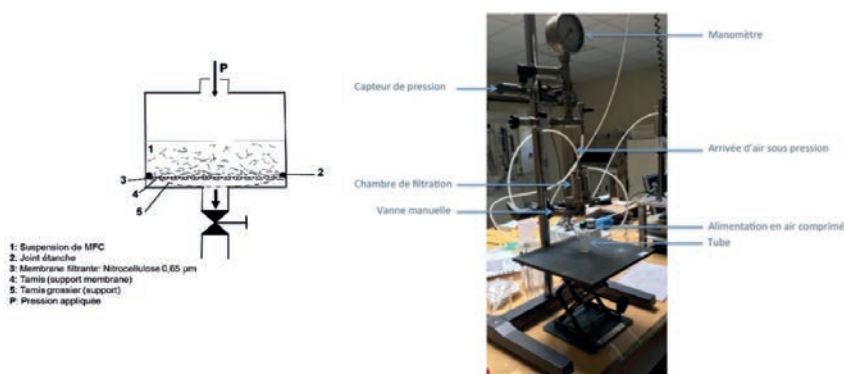 P
1
2
3
4
5
1: Suspension de MFC
2: Joint étanche
3: Membrane filtrante: Nitrocellulose 0,65 µm
4: Tamis (support membrane)
5: Tamis grossier (support)
P: Pression appliquée
Manomètre
Capteur de pression
Arrivée d'air sous pression
Chambre de filtration
Vanne manuelle
Alimentation en air comprimé
Tube